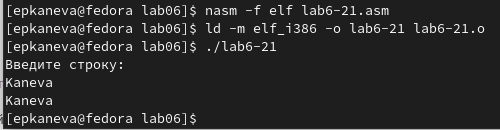 [epkaneva@fedora lab06]$ nasm -f elf lab6-21.asm
[epkaneva@fedora lab06]$ ld -m elf_i386 -o lab6-21 lab6-21.o
[epkaneva@fedora lab06]$ ./lab6-21
Введите строку:
Kaneva
Kaneva
[epkaneva@fedora lab06]$